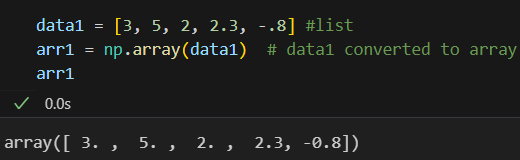 data1 = [3, 5, 2, 2.3, -.8] #list
arr1 = np.array(data1)  # data1 converted to array
arr1
✓ 0.0s
array([ 3. ,  5. ,  2. ,  2.3, -0.8])